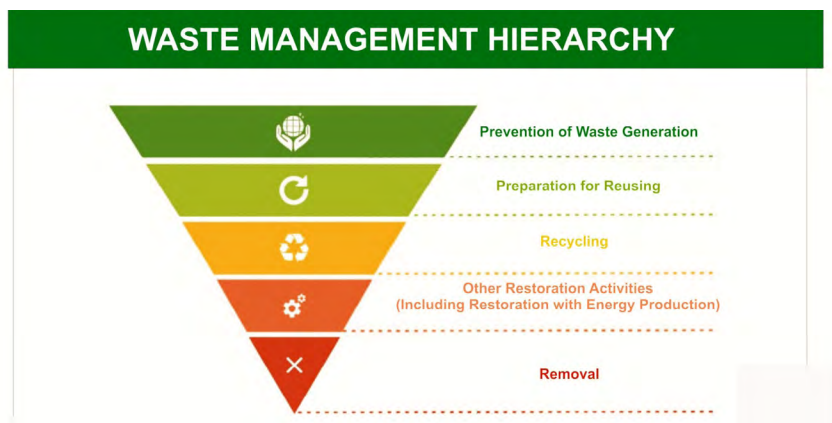 WASTE MANAGEMENT HIERARCHY
Prevention of Waste Generation
Preparation for Reusing
Recycling
Other Restoration Activities
(Including Restoration with Energy Production)
Removal